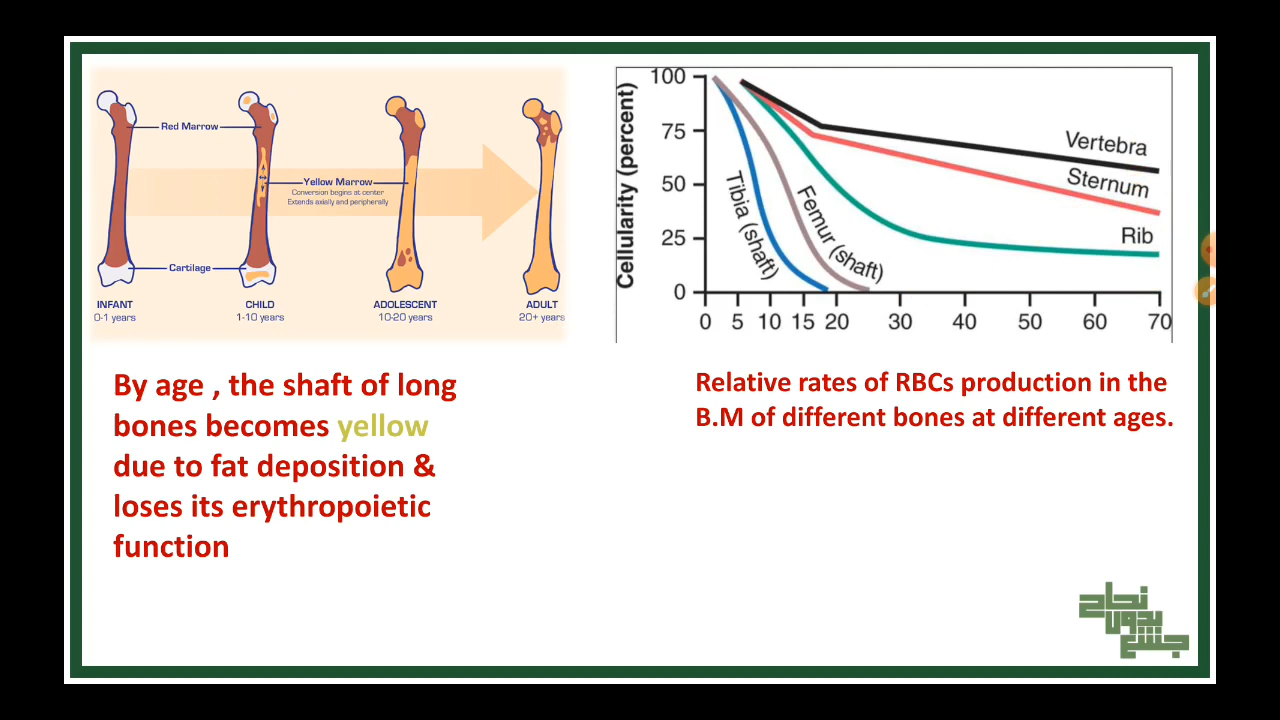 Red Marrow
Yellow Marrow
Conversion begins at center
Extends axially and peripherally
Cartilage
INFANT
0-1 years
CHILD
1-10 years
ADOLESCENT
10-20 years
ADULT
20+ years
Cellularity (percent)
100
75
50
25
0
Vertebra
Sternum
Rib
Tibia (shaft)
Femur (shaft)
0 5 10 15 20 30 40 50 60 70
By age , the shaft of long
bones becomes yellow
due to fat deposition &
loses its erythropoietic
function
Relative rates of RBCs production in the
B.M of different bones at different ages.
نجاح
بدون
جشع